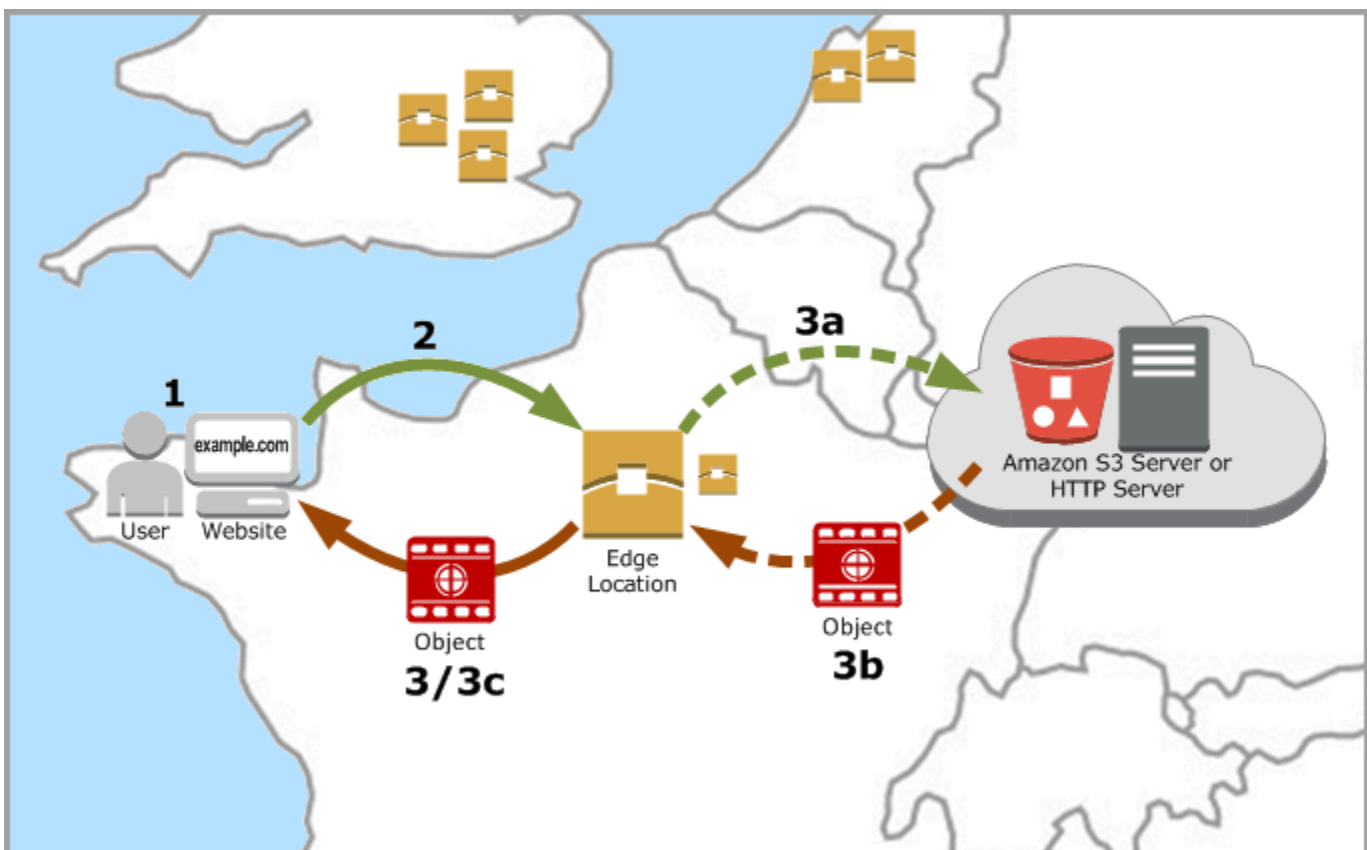 2
3a
1
example.com
User
Website
Edge
Location
Amazon S3 Server or
HTTP Server
Object
3/3c
Object
3b